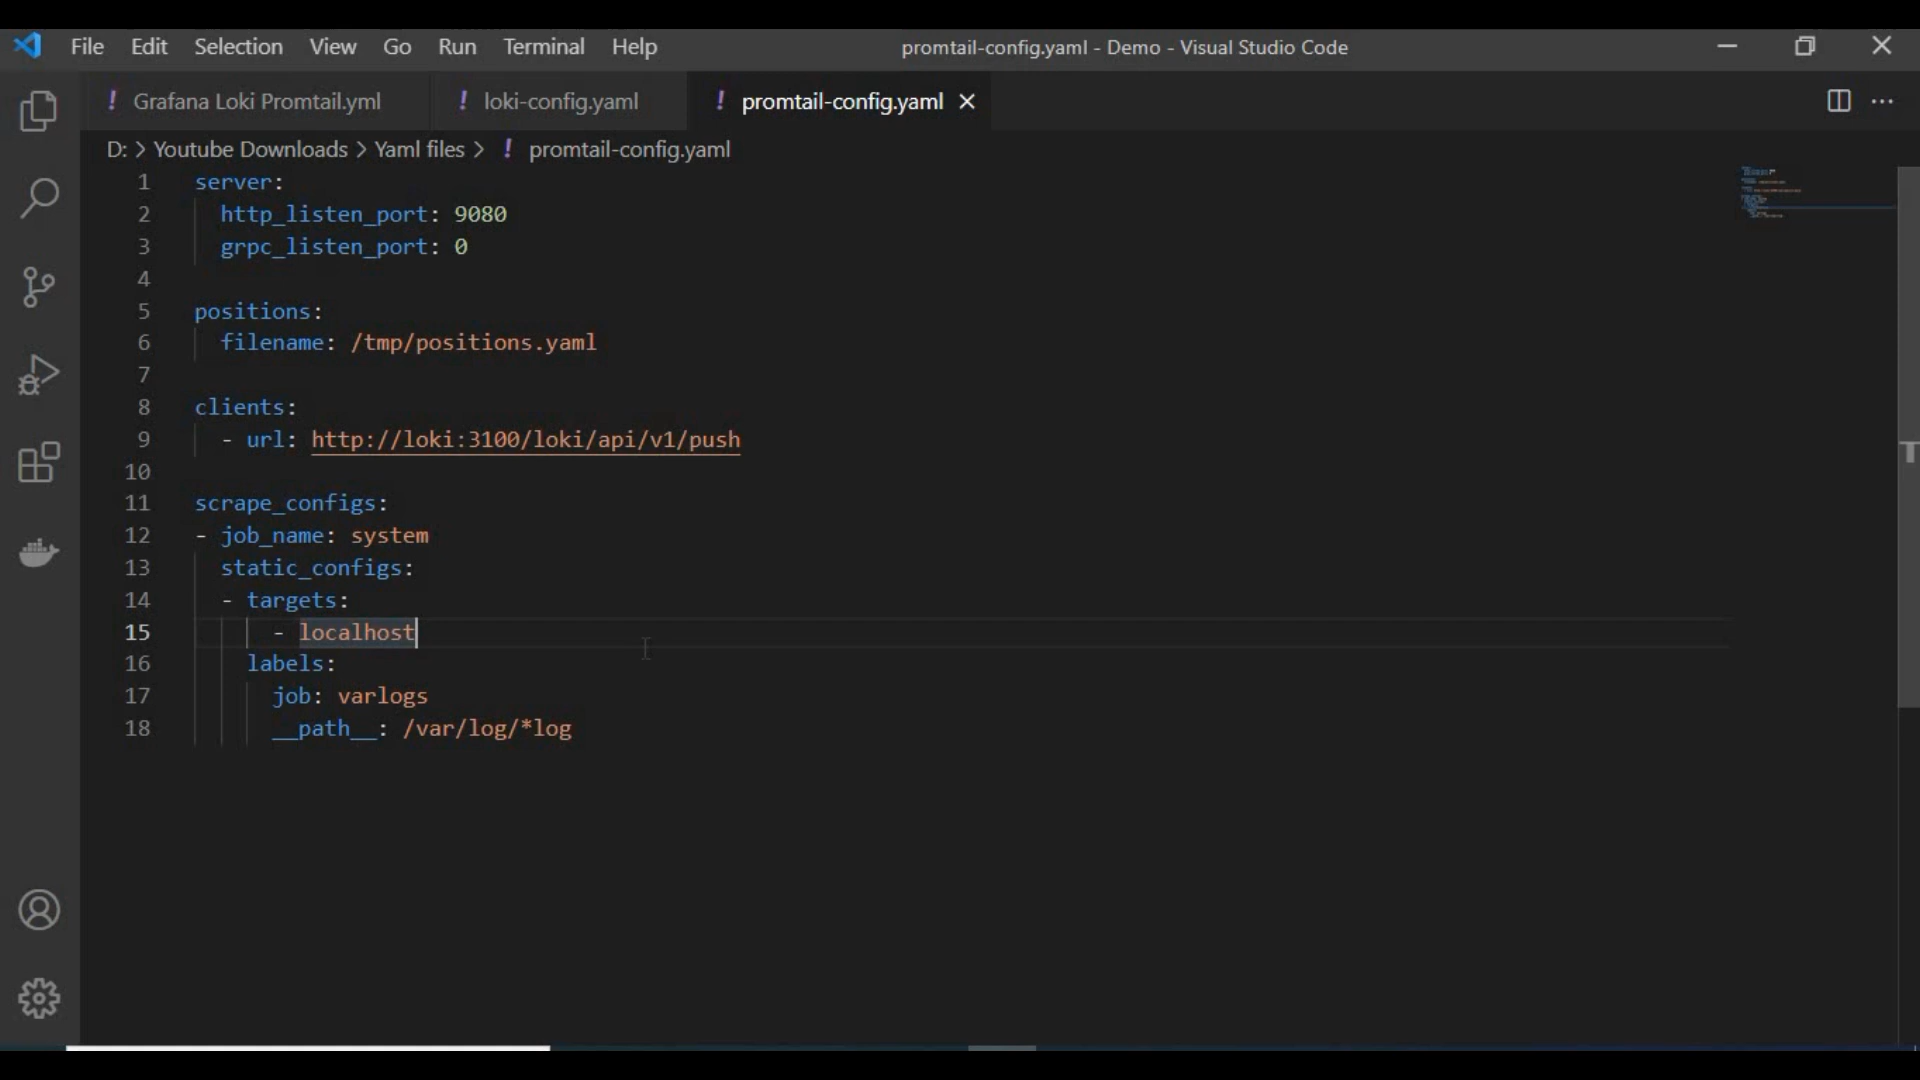 File Edit Selection View Go Run Terminal Help promtail-config.yaml - Demo - Visual Studio Code
! Grafana Loki Promtail.yml ! loki-config.yaml ! promtail-config.yaml
D: > Youtube Downloads > Yaml files > ! promtail-config.yaml
1 server:
2   http_listen_port: 9080
3   grpc_listen_port: 0
4
5 positions:
6   filename: /tmp/positions.yaml
7
8 clients:
9   - url: http://loki:3100/loki/api/v1/push
10
11 scrape_configs:
12 - job_name: system
13   static_configs:
14   - targets:
15       - localhost
16     labels:
17       job: varlogs
18       __path__: /var/log/*log